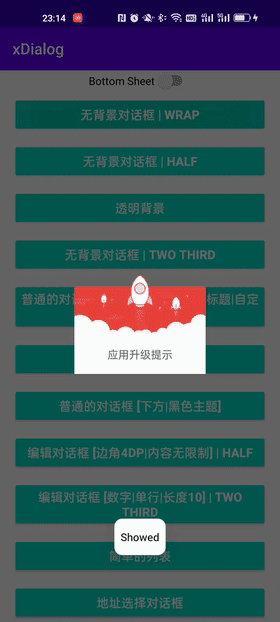 23:14
xDialog
Bottom Sheet
无背景对话框 | WRAP
无背景对话框 | HALF
透明背景
无背景对话框 | TWO THIRD
普通的对
标题|自定
应用升级提示
普通的对话框 [下方|黑色主题]
编辑对话框 [边角4DP|内容无限制] | HALF
编辑对话框 [数字|单行|长度10] | TWO
THIRD
Showed
简单的列表
地址选择对话框